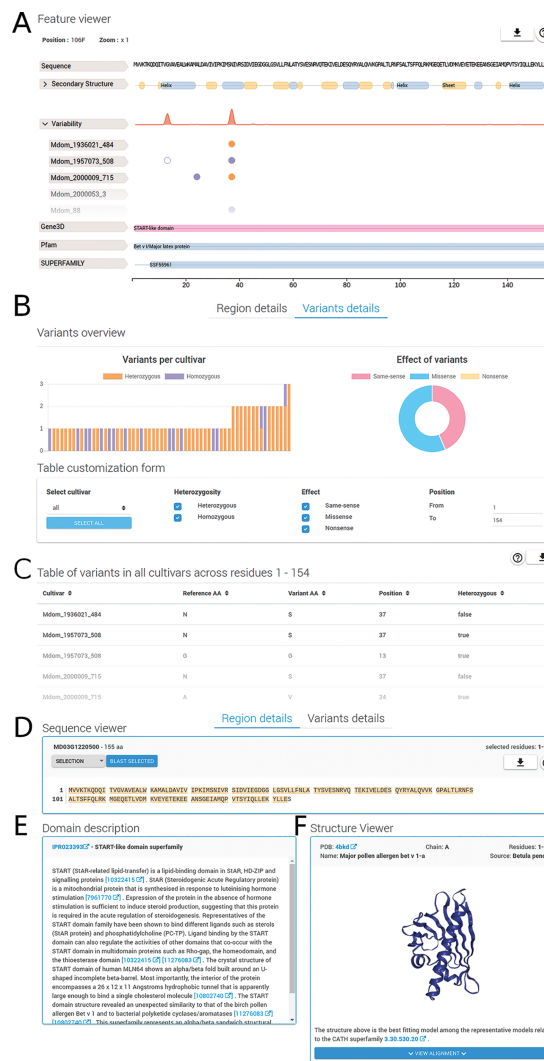 A
Feature viewer
Position : 106F Zoom : x 1
Sequence
Secondary Structure
Helix Helix Sheet Helix
Variability
Mdom_1936021_484
Mdom_1957073_508
Mdom_2000009_715
Mdom_2000053_3
Mdom_88
Gene3D START-like domain
Pfam Bet v I/Major latex protein
SUPERFAMILY SSF55961
20 40 60 80 100 120 140
B
Region details Variants details
Variants overview
Variants per cultivar Effect of variants
Heterozygous Homozygous Same-sense Missense Nonsense
3
2
1
0
Table customization form
Select cultivar Heterozygosity Effect Position
all Heterozygous Same-sense From 1
SELECT ALL Homozygous Missense To 154
Nonsense
C
Table of variants in all cultivars across residues 1 - 154
Cultivar Reference AA Variant AA Position Heterozygous
Mdom_1936021_484 N S 37 false
Mdom_1957073_508 N S 37 true
Mdom_1957073_508 G G 13 true
Mdom_2000009_715 N S 37 false
Mdom_2000009_715 A V 24 true
D
Region details Variants details
Sequence viewer
MD03G1220500 - 155 aa selected residues: 1-
SELECTION BLAST SELECTED
1 MVVKTKQDQI TVGVAVEALW KAMALDAVIV IPKIMSNIVR SIDVIEGDGG LGSVLLFNLA TYSVESNRVQ TEKIVELDES QYRYALQVVK GPALTLRNFS
101 ALTSFFQLRK MGEQETLVDM KVEYETEKEE ANSGEIAMQP VTSYIQLLEK YLLES
E
Domain description
IPR023393 - START-like domain superfamily
START (StAR-related lipid-transfer) is a lipid-binding domain in StAR, HD-ZIP and
signalling proteins [10322415]. StAR (Steroidogenic Acute Regulatory protein)
is a mitochondrial protein that is synthesised in response to luteinising hormone
stimulation [7961770]. Expression of the protein in the absence of hormone
stimulation is sufficient to induce steroid production, suggesting that this protein
is required in the acute regulation of steroidogenesis. Representatives of the
START domain family have been shown to bind different ligands such as sterols
(StAR protein) and phosphatidylcholine (PC-TP). Ligand binding by the START
domain can also regulate the activities of other domains that co-occur with the
START domain in multidomain proteins such as Rho-gap, the homeodomain, and
the thioesterase domain [10322415] [11276083]. The crystal structure of
START domain of human MLN64 shows an alpha/beta fold built around an U-
shaped incomplete beta-barrel. Most importantly, the interior of the protein
encompasses a 26 x 12 x 11 Angstroms hydrophobic tunnel that is apparently
large enough to bind a single cholesterol molecule [10802740]. The START
domain structure revealed an unexpected similarity to that of the birch pollen
allergen Bet v 1 and to bacterial polyketide cyclases/aromatases [11276083]
[10802740]. This superfamily represents an alpha/beta sandwich structural
F
Structure Viewer
PDB: 4bkd Chain: A Residues: 1-
Name: Major pollen allergen bet v 1-a Source: Betula pend
The structure above is the best fitting model among the representative models rela
to the CATH superfamily 3.30.530.20.
VIEW ALIGNMENT